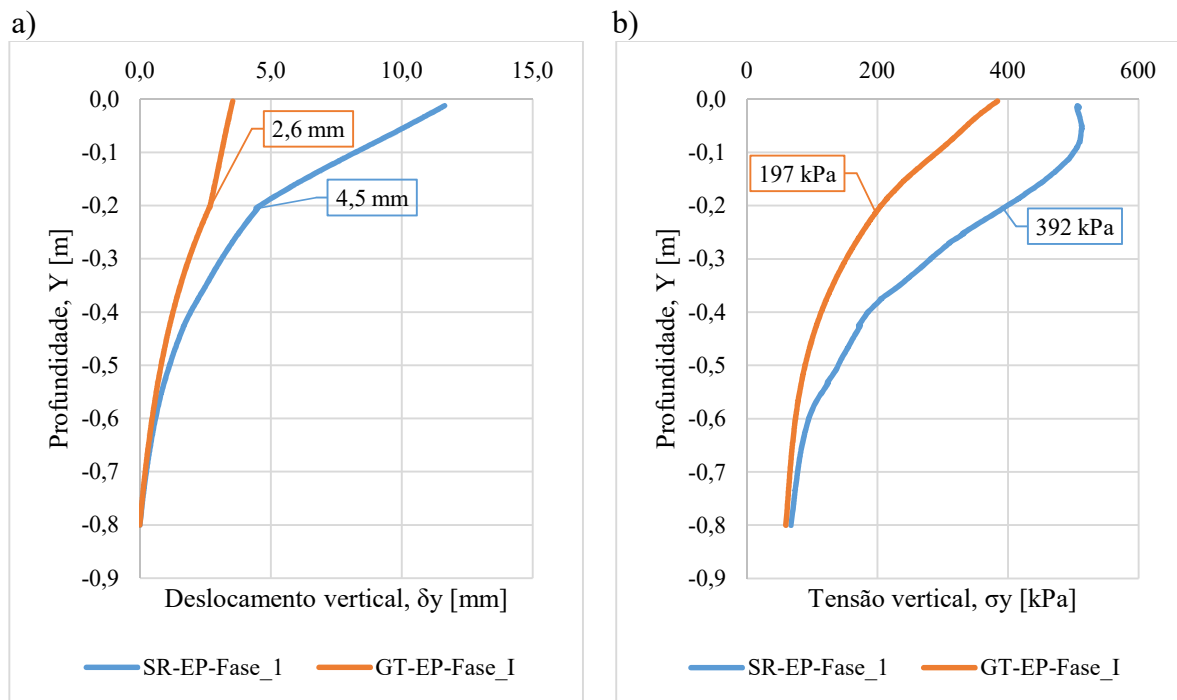 a)
0,0 5,0 10,0 15,0
0,0
-0,1
-0,2
-0,3
-0,4
-0,5
-0,6
-0,7
-0,8
-0,9
Profundidade, Y [m]
2,6 mm
4,5 mm
Deslocamento vertical, δy [mm]
SR-EP-Fase_1 GT-EP-Fase_I
b)
0 200 400 600
0,0
-0,1
-0,2
-0,3
-0,4
-0,5
-0,6
-0,7
-0,8
-0,9
Profundidade, Y [m]
197 kPa
392 kPa
Tensão vertical, σy [kPa]
SR-EP-Fase_1 GT-EP-Fase_I